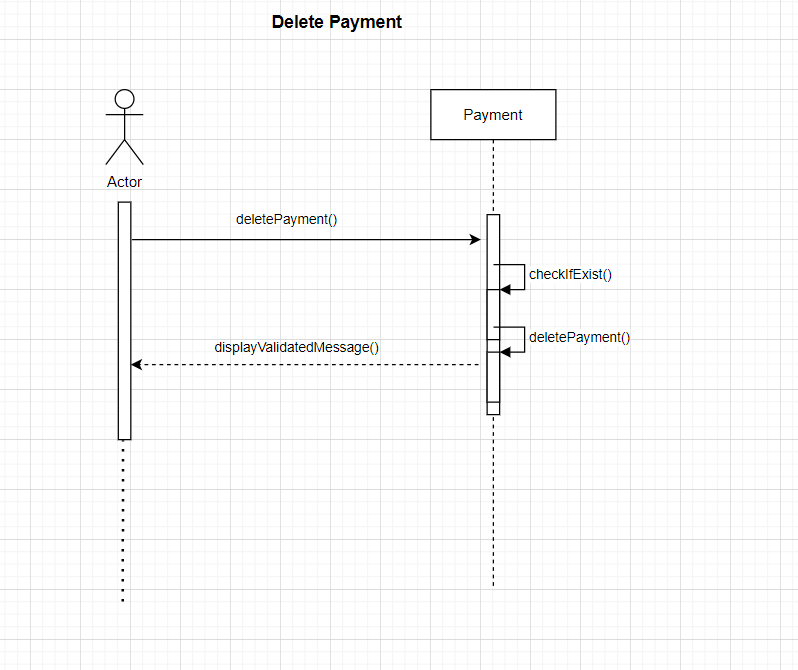 Delete Payment
Payment
Actor
deletePayment()
checkIfExist()
deletePayment()
displayValidatedMessage()